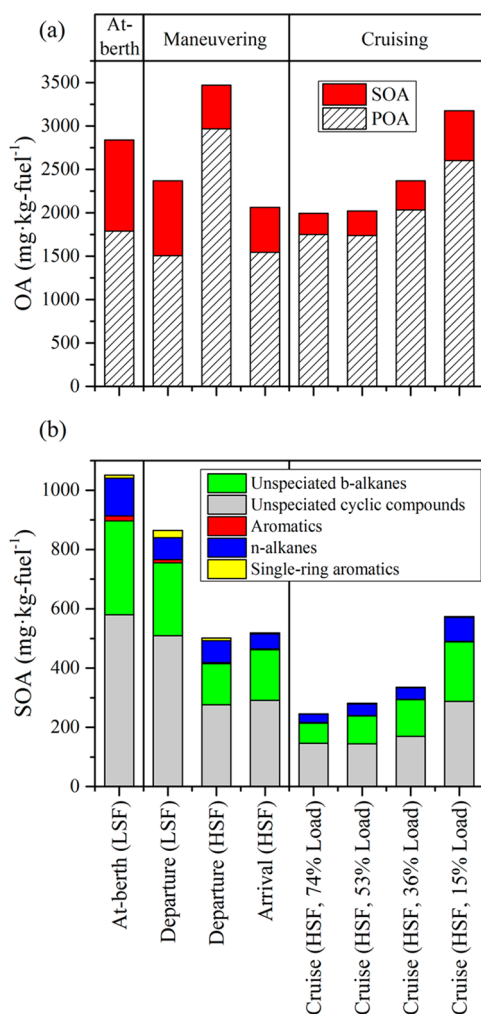 (a)
At-
berth
Maneuvering
Cruising
3500
3000
2500
2000
1500
1000
500
0
OA (mg·kg-fuel⁻¹)
SOA
POA
(b)
1000
800
600
400
200
0
SOA (mg·kg-fuel⁻¹)
Unspeciated b-alkanes
Unspeciated cyclic compounds
Aromatics
n-alkanes
Single-ring aromatics
At-berth (LSF)
Departure (LSF)
Departure (HSF)
Arrival (HSF)
Cruise (HSF, 74% Load)
Cruise (HSF, 53% Load)
Cruise (HSF, 36% Load)
Cruise (HSF, 15% Load)